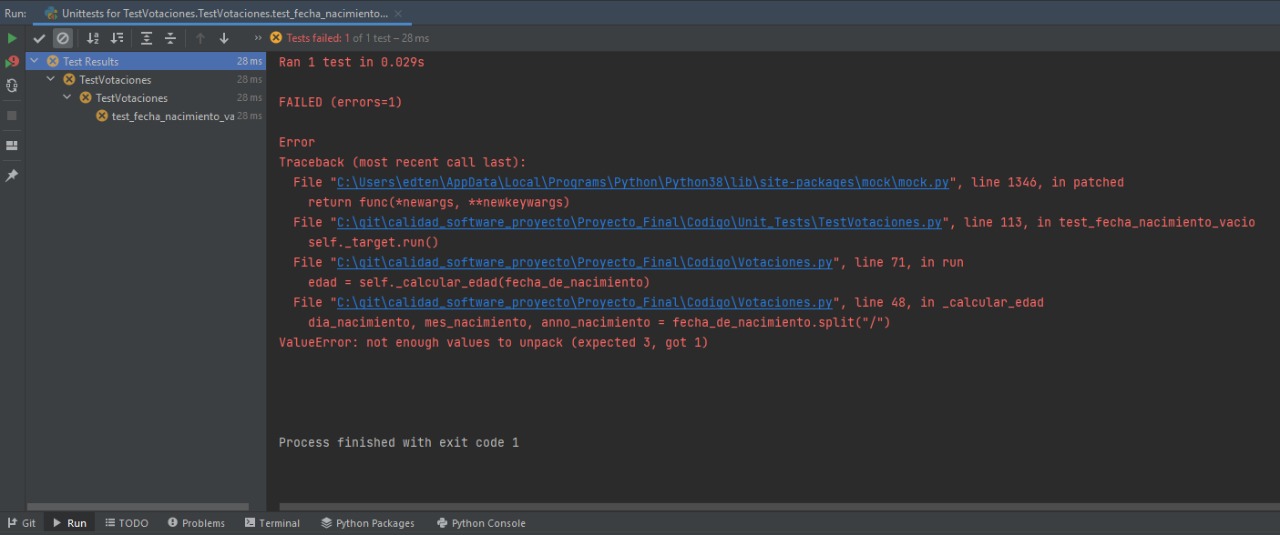 Run: Unittests for TestVotaciones.TestVotaciones.test_fecha_nacimiento... ×
» Tests failed: 1 of 1 test – 28 ms
Test Results 28 ms
TestVotaciones 28 ms
TestVotaciones 28 ms
test_fecha_nacimiento_va 28 ms
Ran 1 test in 0.029s
FAILED (errors=1)
Error
Traceback (most recent call last):
File "C:\Users\edten\AppData\Local\Programs\Python\Python38\lib\site-packages\mock\mock.py", line 1346, in patched
return func(*newargs, **newkeywargs)
File "C:\git\calidad_software_proyecto\Proyecto_Final\Codigo\Unit_Tests\TestVotaciones.py", line 113, in test_fecha_nacimiento_vacio
self._target.run()
File "C:\git\calidad_software_proyecto\Proyecto_Final\Codigo\Votaciones.py", line 71, in run
edad = self._calcular_edad(fecha_de_nacimiento)
File "C:\git\calidad_software_proyecto\Proyecto_Final\Codigo\Votaciones.py", line 48, in _calcular_edad
dia_nacimiento, mes_nacimiento, anno_nacimiento = fecha_de_nacimiento.split("/")
ValueError: not enough values to unpack (expected 3, got 1)
Process finished with exit code 1
Git Run TODO Problems Terminal Python Packages Python Console